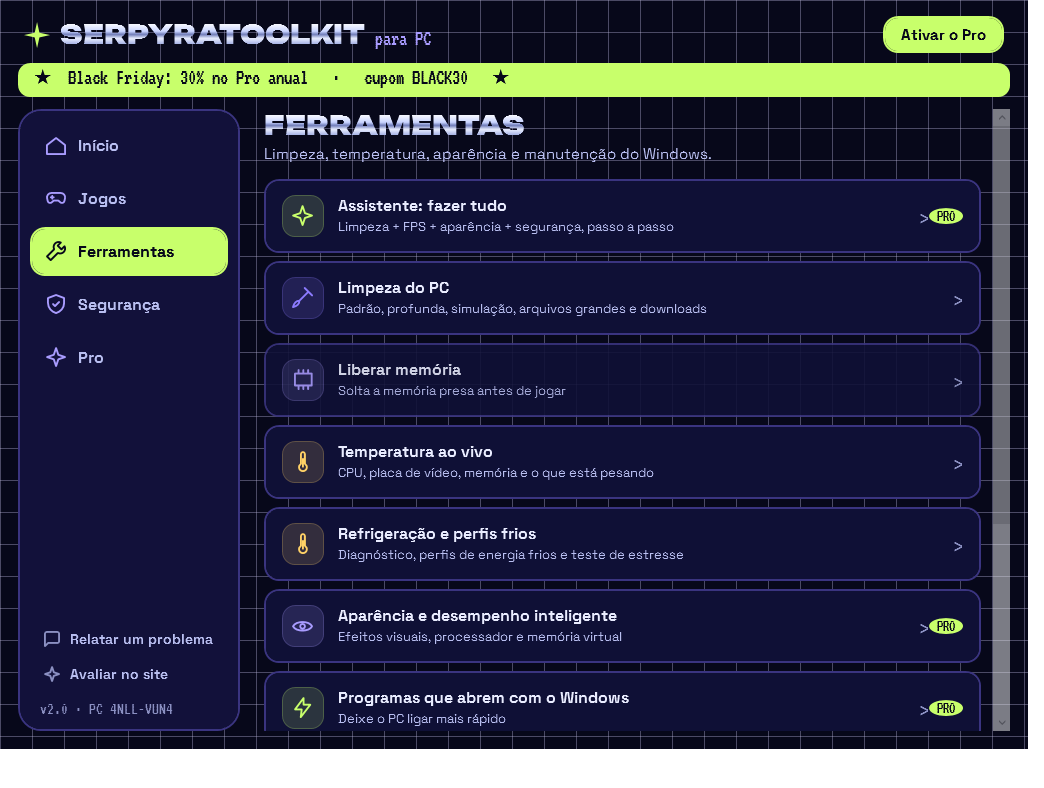 SERPYRATOOLKIT para PC
Ativar o Pro
★ Black Friday: 30% no Pro anual · cupom BLACK30 ★
Início
Jogos
Ferramentas
Segurança
Pro
Relatar um problema
Avaliar no site
v2.0 · PC 4NLL-VUN4
FERRAMENTAS
Limpeza, temperatura, aparência e manutenção do Windows.
Assistente: fazer tudo
Limpeza + FPS + aparência + segurança, passo a passo
> PRO
Limpeza do PC
Padrão, profunda, simulação, arquivos grandes e downloads
>
Liberar memória
Solta a memória presa antes de jogar
>
Temperatura ao vivo
CPU, placa de vídeo, memória e o que está pesando
>
Refrigeração e perfis frios
Diagnóstico, perfis de energia frios e teste de estresse
>
Aparência e desempenho inteligente
Efeitos visuais, processador e memória virtual
> PRO
Programas que abrem com o Windows
Deixe o PC ligar mais rápido
> PRO